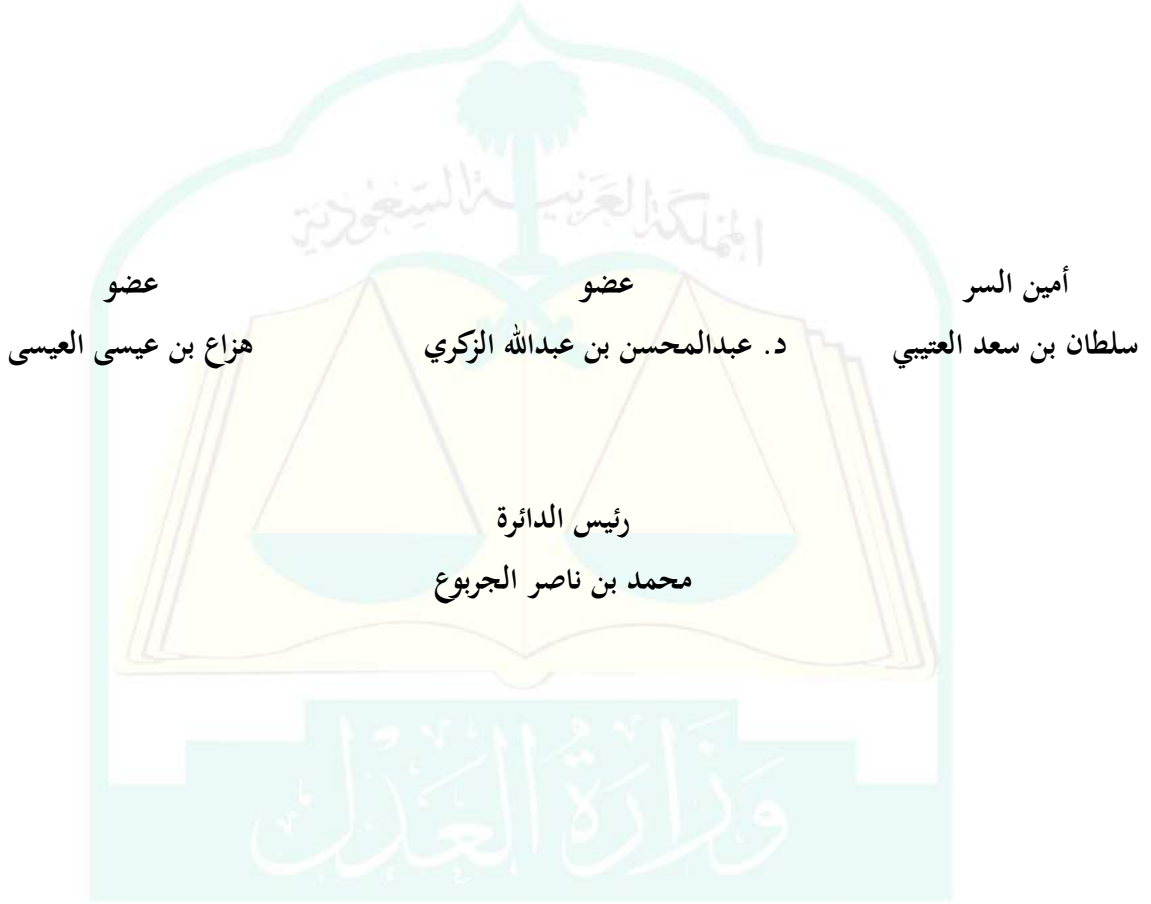 المملكة العربية السعودية
أمين السر عضو عضو
سلطان بن سعد العتيبي د. عبدالمحسن بن عبدالله الزكري هزاع بن عيسى العيسى
رئيس الدائرة
محمد بن ناصر الجربوع
وزارة العدل